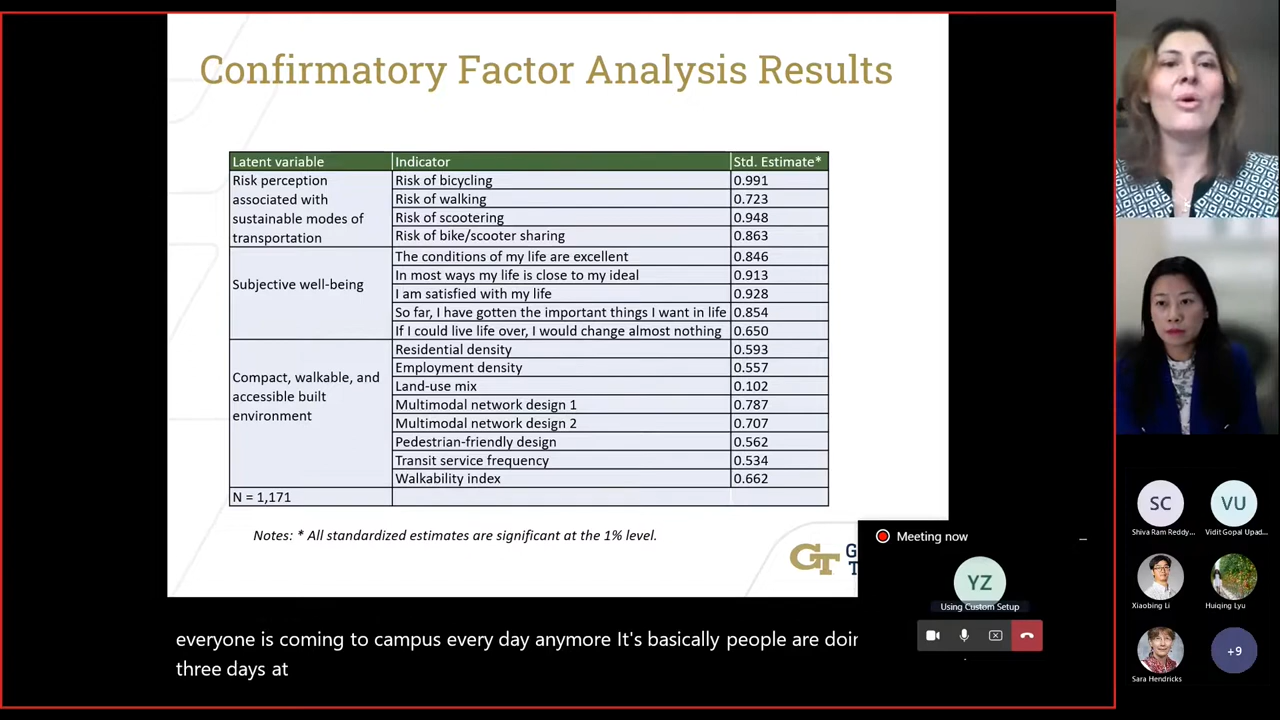 Confirmatory Factor Analysis Results
Latent variable Indicator Std. Estimate*
Risk perception associated with sustainable modes of transportation
Risk of bicycling 0.991
Risk of walking 0.723
Risk of scootering 0.948
Risk of bike/scooter sharing 0.863
Subjective well-being
The conditions of my life are excellent 0.846
In most ways my life is close to my ideal 0.913
I am satisfied with my life 0.928
So far, I have gotten the important things I want in life 0.854
If I could live life over, I would change almost nothing 0.650
Compact, walkable, and accessible built environment
Residential density 0.593
Employment density 0.557
Land-use mix 0.102
Multimodal network design 1 0.787
Multimodal network design 2 0.707
Pedestrian-friendly design 0.562
Transit service frequency 0.534
Walkability index 0.662
N = 1,171
Notes: * All standardized estimates are significant at the 1% level.
GT G
T
Meeting now
YZ
Using Custom Setup
everyone is coming to campus every day anymore It's basically people are doin
three days at
SC VU
Shiva Ram Reddy... Vidit Gopal Upad...
Xiaobing Li Huiqing Lyu
+9
Sara Hendricks